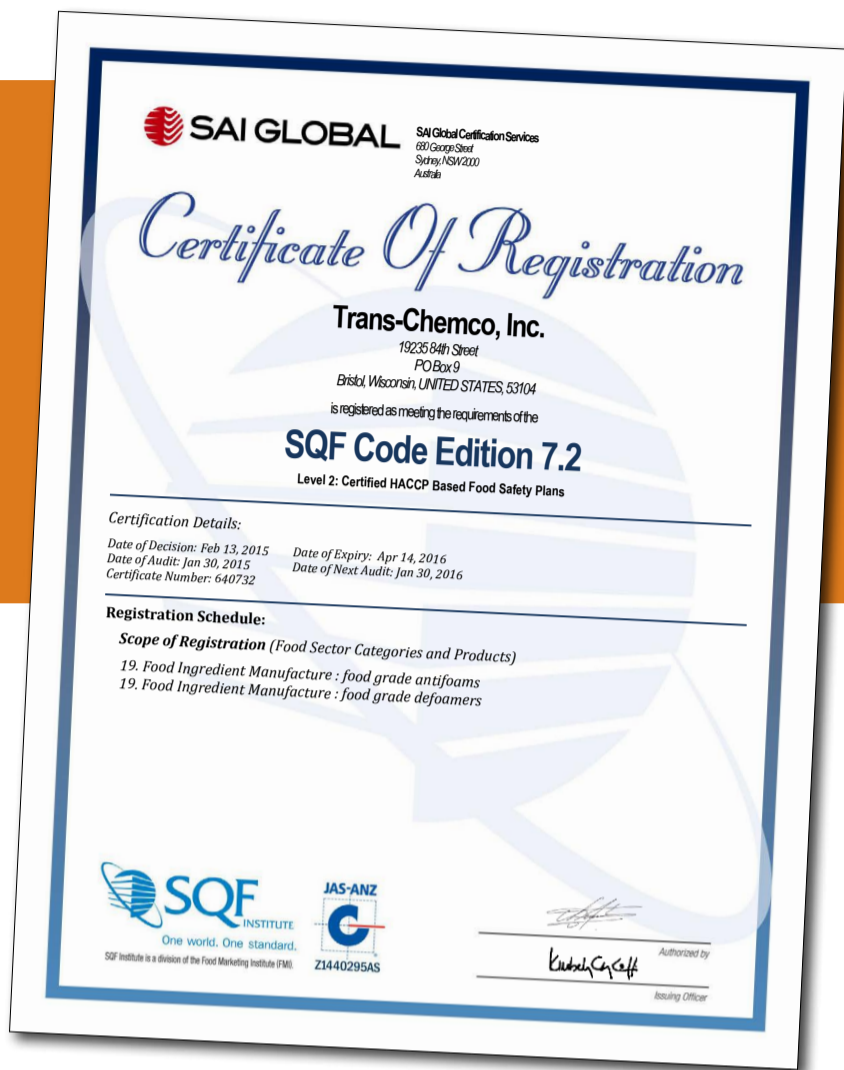 SAI GLOBAL
SAI Global Certification Services
680 George Street
Sydney, NSW 2000
Australia
Certificate Of Registration
Trans-Chemco, Inc.
19235 84th Street
PO Box 9
Bristol, Wisconsin, UNITED STATES, 53104
is registered as meeting the requirements of the
SQF Code Edition 7.2
Level 2: Certified HACCP Based Food Safety Plans
Certification Details:
Date of Decision: Feb 13, 2015 Date of Expiry: Apr 14, 2016
Date of Audit: Jan 30, 2015 Date of Next Audit: Jan 30, 2016
Certificate Number: 640732
Registration Schedule:
Scope of Registration (Food Sector Categories and Products)
19. Food Ingredient Manufacture : food grade antifoams
19. Food Ingredient Manufacture : food grade defoamers
SQF
INSTITUTE
One world. One standard.
SQF Institute is a division of the Food Marketing Institute (FMI).
JAS-ANZ
Z1440295AS
Authorized by
Issuing Officer